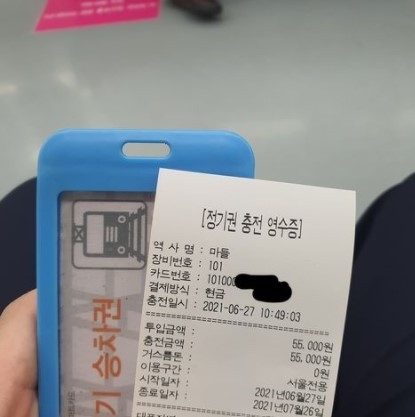 기 승차권
[정기권 충전 영수증]
역 사 명 : 마들
장비번호 : 101
카드번호 : 101000
결제방식 : 현금
충전일시 : 2021-06-27 10:49:03
투입금액 : 55,000원
충전금액 : 55,000원
거스름돈 : 0원
이용구간 : 서울전용
시작일자 : 2021년06월27일
종료일자 : 2021년07월26일